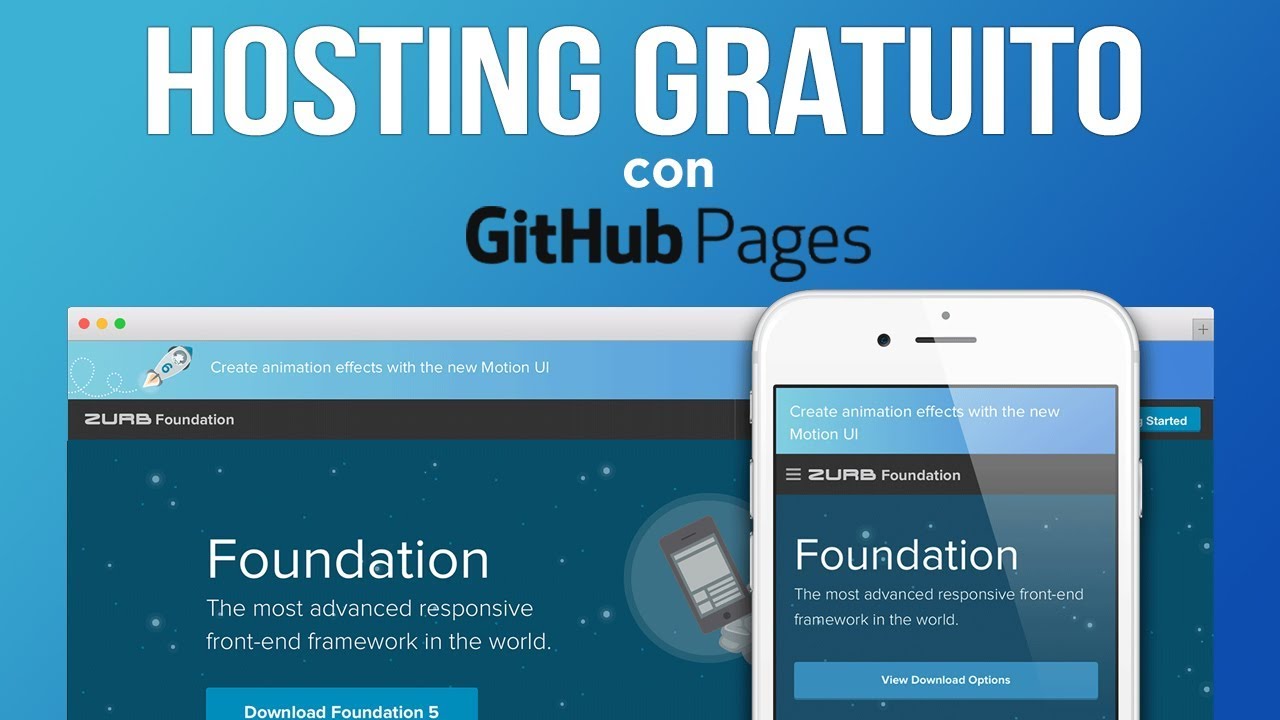 HOSTING GRATUITO
con
GitHub Pages
Create animation effects with the new Motion UI
ZURB Foundation
Started
Foundation
The most advanced responsive
front-end framework in the world.
Download Foundation 5
Create animation effects with the new
Motion UI
ZURB Foundation
Foundation
The most advanced responsive front-end
framework in the world.
View Download Options
6